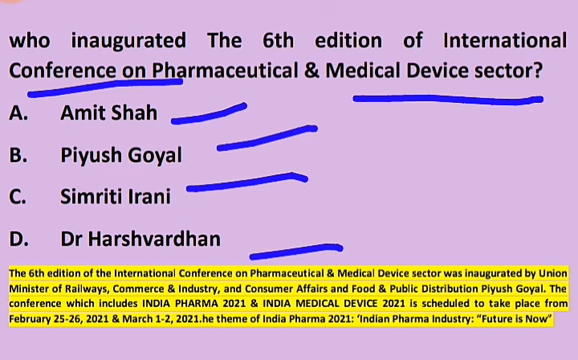 who inaugurated The 6th edition of International
Conference on Pharmaceutical & Medical Device sector?
A. Amit Shah
B. Piyush Goyal
C. Simriti Irani
D. Dr Harshvardhan
The 6th edition of the International Conference on Pharmaceutical & Medical Device sector was inaugurated by Union
Minister of Railways, Commerce & Industry, and Consumer Affairs and Food & Public Distribution Piyush Goyal. The
conference which includes INDIA PHARMA 2021 & INDIA MEDICAL DEVICE 2021 is scheduled to take place from
February 25-26, 2021 & March 1-2, 2021.he theme of India Pharma 2021: ‘Indian Pharma Industry: “Future is Now”